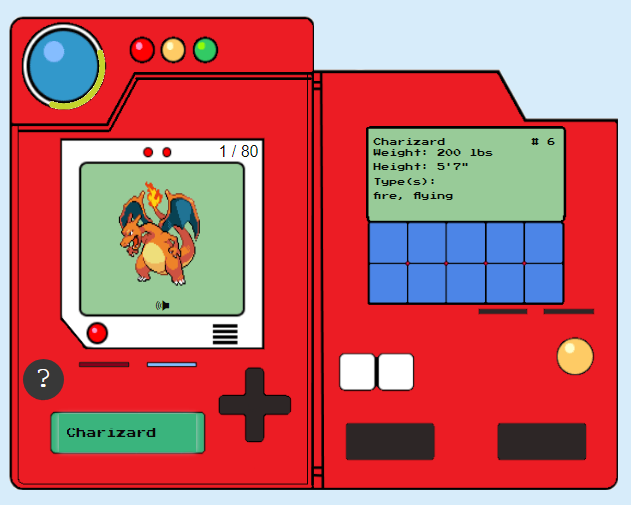 1 / 80
Charizard # 6
Weight: 200 lbs
Height: 5'7"
Type(s):
fire, flying
?
Charizard